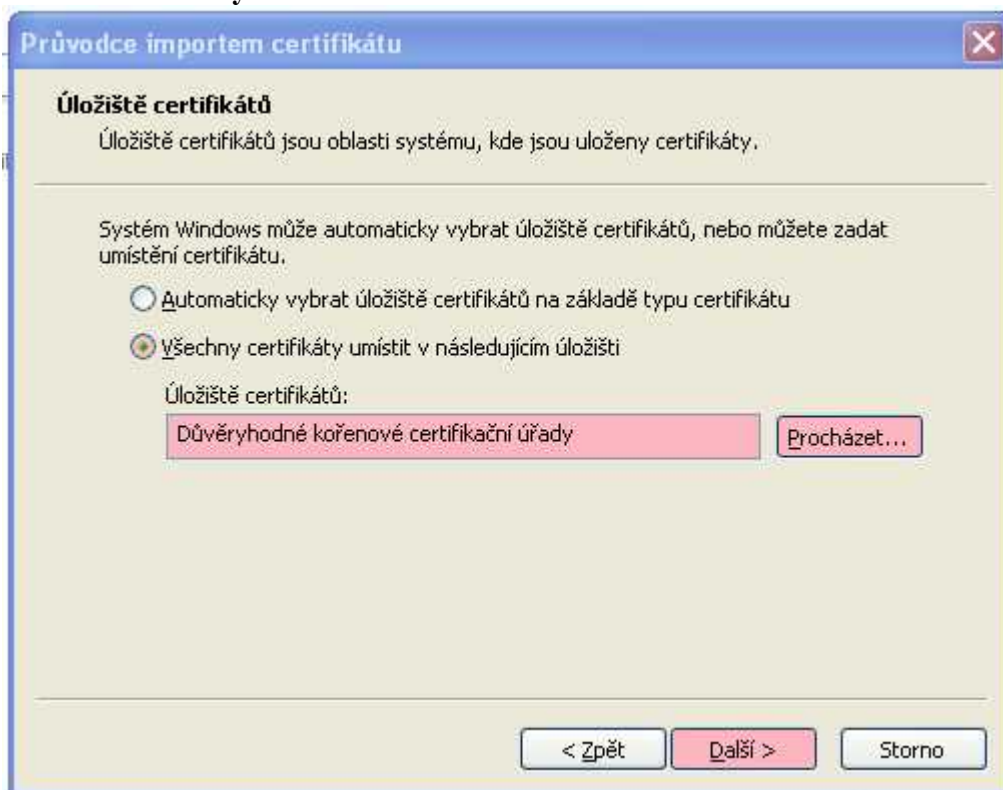 Průvodce importem certifikátu
Úložiště certifikátů
Úložiště certifikátů jsou oblasti systému, kde jsou uloženy certifikáty.
Systém Windows může automaticky vybrat úložiště certifikátů, nebo můžete zadat
umístění certifikátu.
Automaticky vybrat úložiště certifikátů na základě typu certifikátu
Všechny certifikáty umístit v následujícím úložišti
Úložiště certifikátů:
Důvěryhodné kořenové certifikační úřady
Procházet...
< Zpět
Další >
Storno